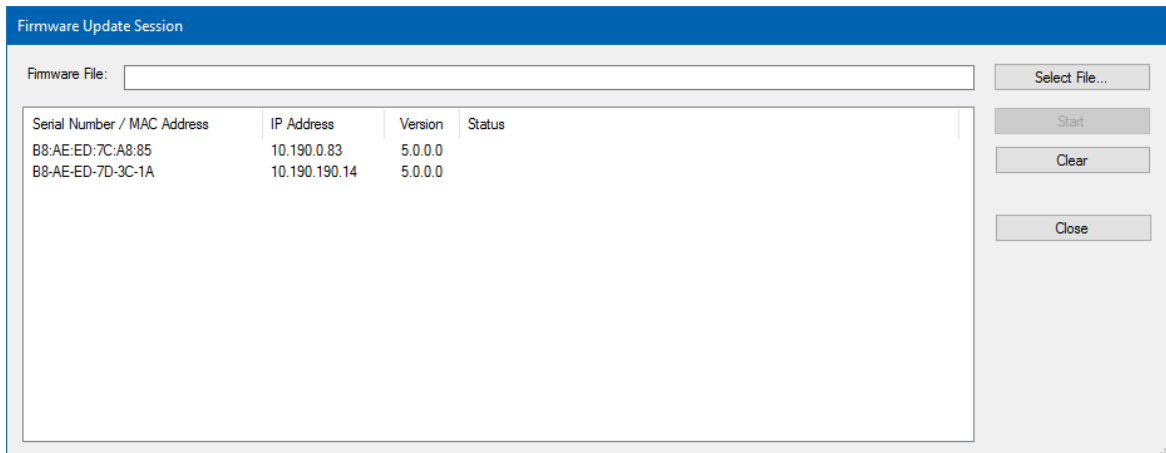 Firmware Update Session
Firmware File:
Select File...
Serial Number / MAC Address IP Address Version Status
Start
B8:AE:ED:7C:A8:85 10.190.0.83 5.0.0.0
Clear
B8-AE-ED-7D-3C-1A 10.190.190.14 5.0.0.0
Close